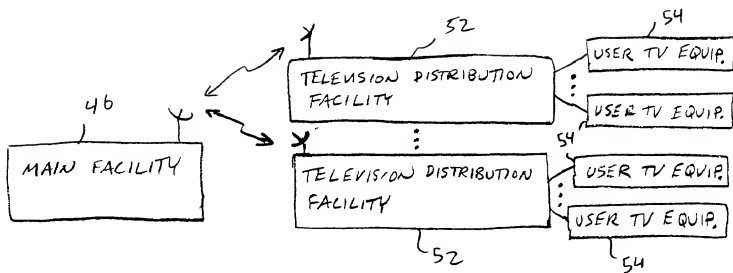 46
MAIN FACILITY
52
TELEVISION DISTRIBUTION
FACILITY
54
USER TV EQUIP.
USER TV EQUIP.
54
TELEVISION DISTRIBUTION
FACILITY
52
54
USER TV EQUIP.
USER TV EQUIP.
54